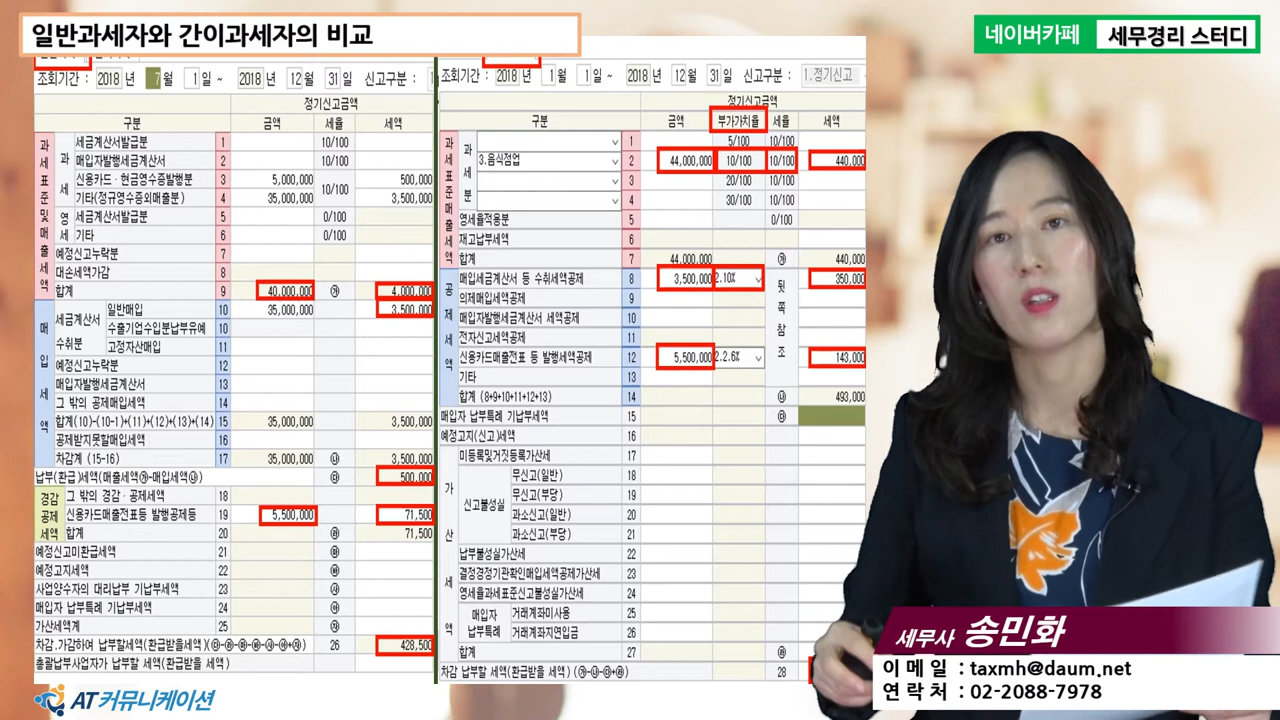 일반과세자와 간이과세자의 비교
네이버카페 세무경리 스터디
조회기간 : 2018 년 7 월 1 일 ~ 2018 년 12 월 31 일 신고구분 :
정기신고금액
구분 금액 세율 세액
과세표준및매출세액
과세 세금계산서발급분 1 10/100
매입자발행세금계산서 2 10/100
신용카드·현금영수증발행분 3 5,000,000 10/100 500,000
기타(정규영수증외매출분) 4 35,000,000 3,500,000
영세 세금계산서발급분 5 0/100
기타 6 0/100
예정신고누락분 7
대손세액가감 8
합계 9 40,000,000 ㉮ 4,000,000
매입세액
세금계산서 수취분 일반매입 10 35,000,000 3,500,000
수출기업수입분납부유예 10
고정자산매입 11
예정신고누락분 12
매입자발행세금계산서 13
그 밖의 공제매입세액 14
합계(10)-(10-1)+(11)+(12)+(13)+(14) 15 35,000,000 3,500,000
공제받지못할매입세액 16
차감계 (15-16) 17 35,000,000 ㉯ 3,500,000
납부(환급)세액(매출세액㉮-매입세액㉯) ㉰ 500,000
경감공제세액
그 밖의 경감·공제세액 18
신용카드매출전표등 발행공제등 19 5,500,000 71,500
합계 20 ㉱ 71,500
예정신고미환급세액 21
예정고지세액 22
사업양수자의 대리납부 기납부세액 23
매입자 납부특례 기납부세액 24
가산세액계 25
차감.가감하여 납부할세액(환급받을세액) 26 428,500
총괄납부사업자가 납부할 세액(환급받을 세액)
조회기간 : 2018 년 1 월 1 일 ~ 2018 년 12 월 31 일 신고구분 : 1.정기신고
정기신고금액
구분 금액 부가가치율 세율 세액
과세표준매출세액
과세분 1 5/100 10/100
3.음식점업 2 44,000,000 10/100 10/100 440,000
3 20/100 10/100
4 30/100 10/100
영세율적용분 5 0/100
재고납부세액 6
합계 7 44,000,000 ㉮ 440,000
공제세액
매입세금계산서 등 수취세액공제 8 3,500,000 2.10% 350,000
뒷쪽참조
의제매입세액공제 9
매입자발행세금계산서 세액공제 10
전자신고세액공제 11
신용카드매출전표 등 발행세액공제 12 5,500,000 2.2.6% 143,000
기타 13
합계 (8+9+10+11+12+13) 14 ㉯ 493,000
매입자 납부특례 기납부세액 15 ㉰
예정고지(신고)세액 16
가산세액
미등록및거짓등록가산세 17
신고불성실 무신고(일반) 18
무신고(부당) 19
과소신고(일반) 20
과소신고(부당) 21
납부불성실가산세 22
결정경정기관확인매입세액공제가산세 23
영세율과세표준신고불성실가산세 24
매입자 납부특례 거래계좌미사용 25
거래계좌지연입금 26
합계 27 ㉱
차감 납부할 세액(환급받을 세액) (㉮-㉯-㉰+㉱) 28
세무사 송민화
이 메 일 : taxmh@daum.net
연 락 처 : 02-2088-7978
AT커뮤니케이션